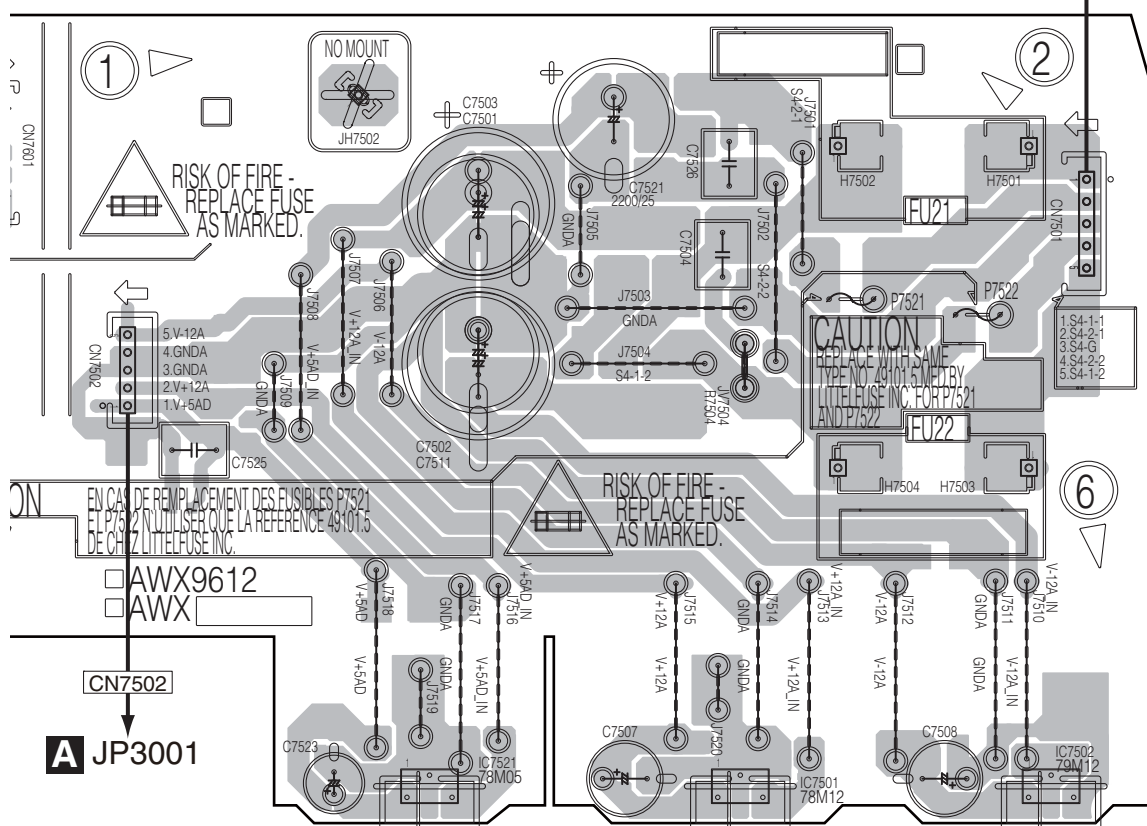 1
NO MOUNT
JH7502
C7503
C7501
2
CN7601
RISK OF FIRE -
REPLACE FUSE
AS MARKED.
C7521
2200/25
C7526
J7501
S4-2-1
H7502
H7501
FU21
CN7501
J7505
GNDA
C7504
J7502
S4-2-2
J7507
V+12A_IN
J7506
V-12A
J7508
V+5AD_IN
J7509
GNDA
J7503
GNDA
J7504
S4-1-2
JV7504
R7504
P7521
P7522
CN7502
5.V-12A
4.GNDA
3.GNDA
2.V+12A
1.V+5AD
CAUTION
REPLACE WITH SAME
TYPE NO. 49101.5 MFD.BY
LITTELFUSE INC. FOR P7521
AND P7522
1.S4-1-1
2.S4-2-1
3.S4-G
4.S4-2-2
5.S4-1-2
FU22
C7525
C7502
C7511
H7504
H7503
6
ON
EN CAS DE REMPLACEMENT DES FUSIBLES P7521
ET P7522 N'UTILISER QUE LA REFERENCE 49101.5
DE CHEZ LITTELFUSE INC.
RISK OF FIRE -
REPLACE FUSE
AS MARKED.
AWX9612
AWX
J7518
V+5AD
V+5AD
J7517
GNDA
GNDA
J7516
V+5AD_IN
V+5AD_IN
J7519
J7515
V+12A
V+12A
J7514
GNDA
GNDA
J7513
V+12A_IN
V+12A_IN
J7520
J7512
V-12A
V-12A
J7511
GNDA
GNDA
J7510
V-12A_IN
V-12A_IN
CN7502
A JP3001
C7523
IC7521
78M05
C7507
IC7501
78M12
C7508
IC7502
79M12